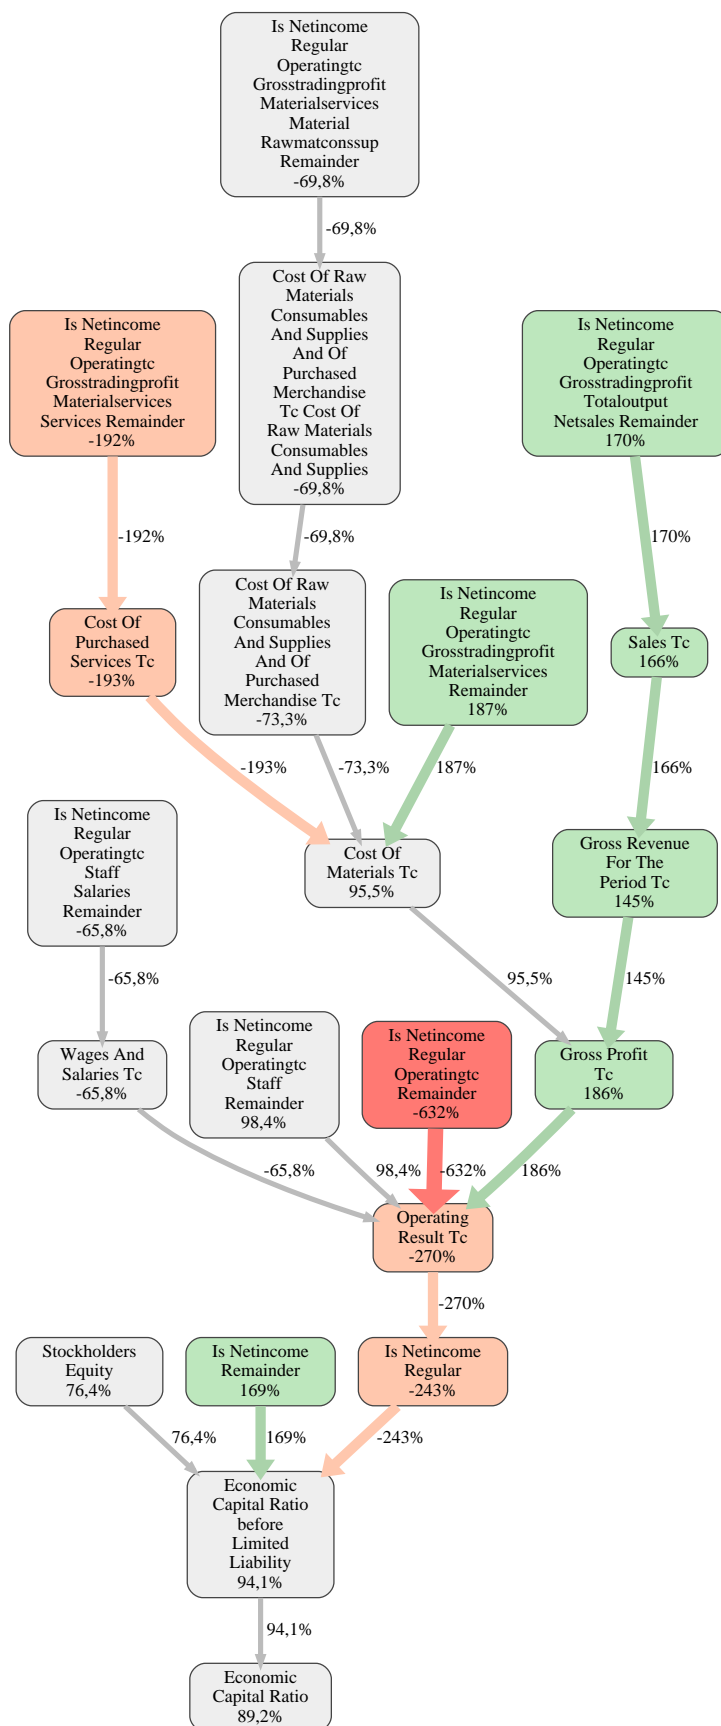 Is Netincome
Regular
Operatingtc
Grosstradingprofit
Materialservices
Material
Rawmatconssup
Remainder
-69,8%
-69,8%
Cost Of Raw
Materials
Consumables
And Supplies
And Of
Purchased
Merchandise
Tc Cost Of
Raw Materials
Consumables
And Supplies
-69,8%
Is Netincome
Regular
Operatingtc
Grosstradingprofit
Materialservices
Services Remainder
-192%
Is Netincome
Regular
Operatingtc
Grosstradingprofit
Totaloutput
Netsales Remainder
170%
-192%
-69,8%
170%
Cost Of
Purchased
Services Tc
-193%
Cost Of Raw
Materials
Consumables
And Supplies
And Of
Purchased
Merchandise Tc
-73,3%
Is Netincome
Regular
Operatingtc
Grosstradingprofit
Materialservices
Remainder
187%
Sales Tc
166%
-193%
-73,3%
187%
166%
Is Netincome
Regular
Operatingtc
Staff
Salaries
Remainder
-65,8%
Cost Of
Materials Tc
95,5%
Gross Revenue
For The
Period Tc
145%
-65,8%
95,5%
145%
Wages And
Salaries Tc
-65,8%
Is Netincome
Regular
Operatingtc
Staff
Remainder
98,4%
Is Netincome
Regular
Operatingtc
Remainder
-632%
Gross Profit
Tc
186%
-65,8%
98,4%
-632%
186%
Operating
Result Tc
-270%
-270%
Stockholders
Equity
76,4%
Is Netincome
Remainder
169%
Is Netincome
Regular
-243%
76,4%
169%
-243%
Economic
Capital Ratio
before
Limited
Liability
94,1%
94,1%
Economic
Capital Ratio
89,2%